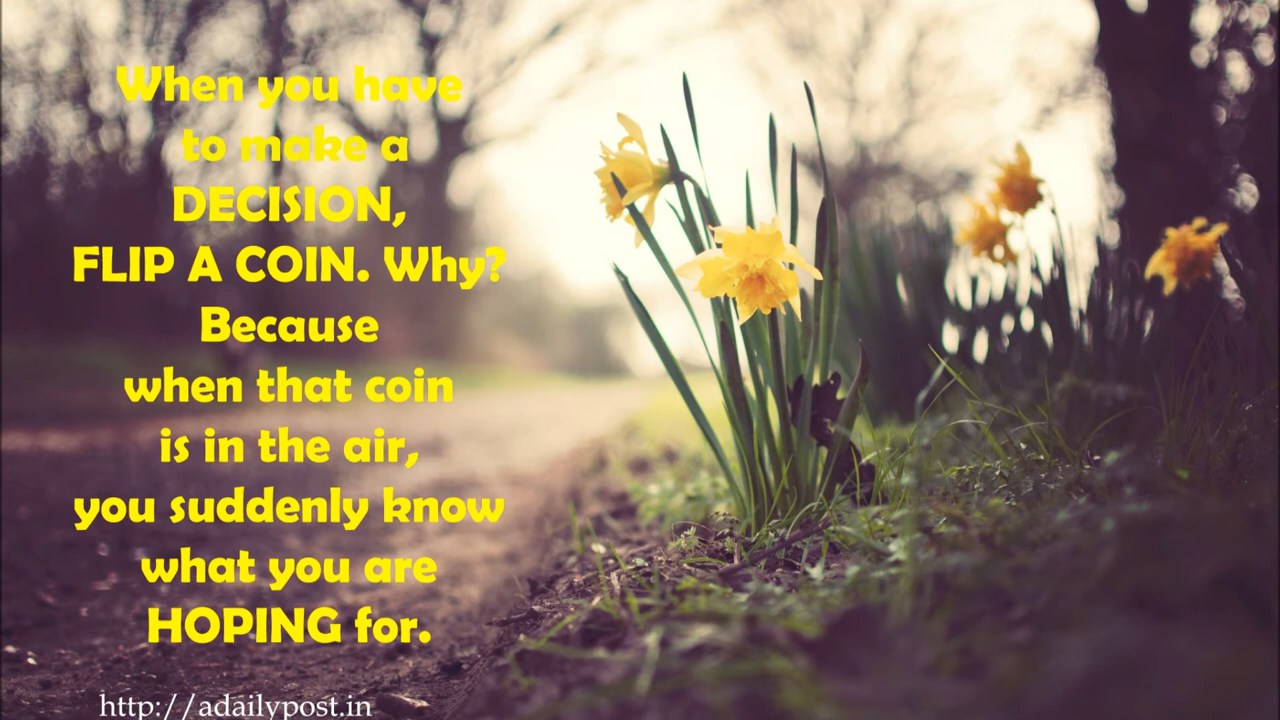 When you have
to make a
DECISION,
FLIP A COIN. Why?
Because
when that coin
is in the air,
you suddenly know
what you are
HOPING for.
http://adailypost.in